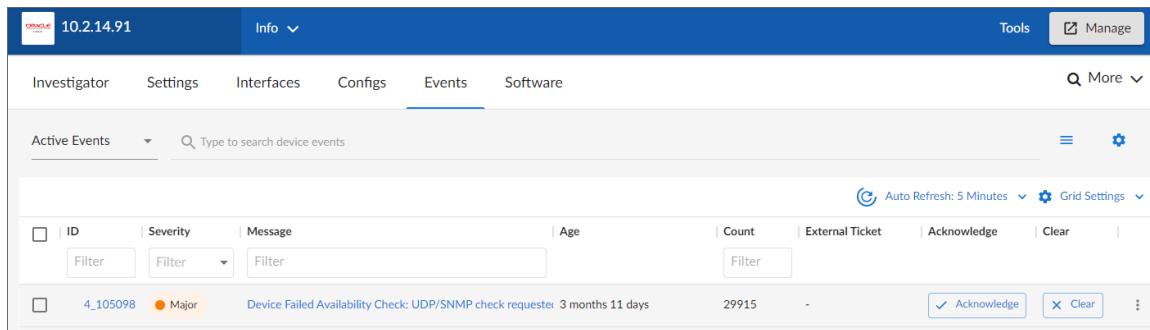 ORACLE
10.2.14.91 Info Tools Manage
Investigator Settings Interfaces Configs Events Software More
Active Events Type to search device events
Auto Refresh: 5 Minutes Grid Settings
ID Severity Message Age Count External Ticket Acknowledge Clear
Filter Filter Filter Filter
4_105098 Major Device Failed Availability Check: UDP/SNMP check requested 3 months 11 days 29915 - Acknowledge Clear